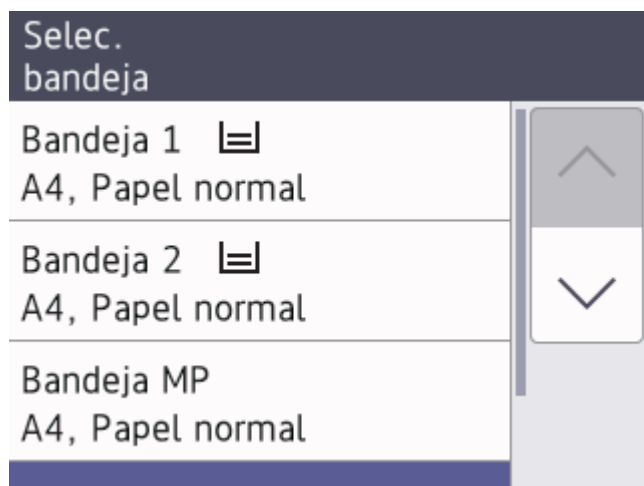 Selec.
bandeja
Bandeja 1
A4, Papel normal
Bandeja 2
A4, Papel normal
Bandeja MP
A4, Papel normal